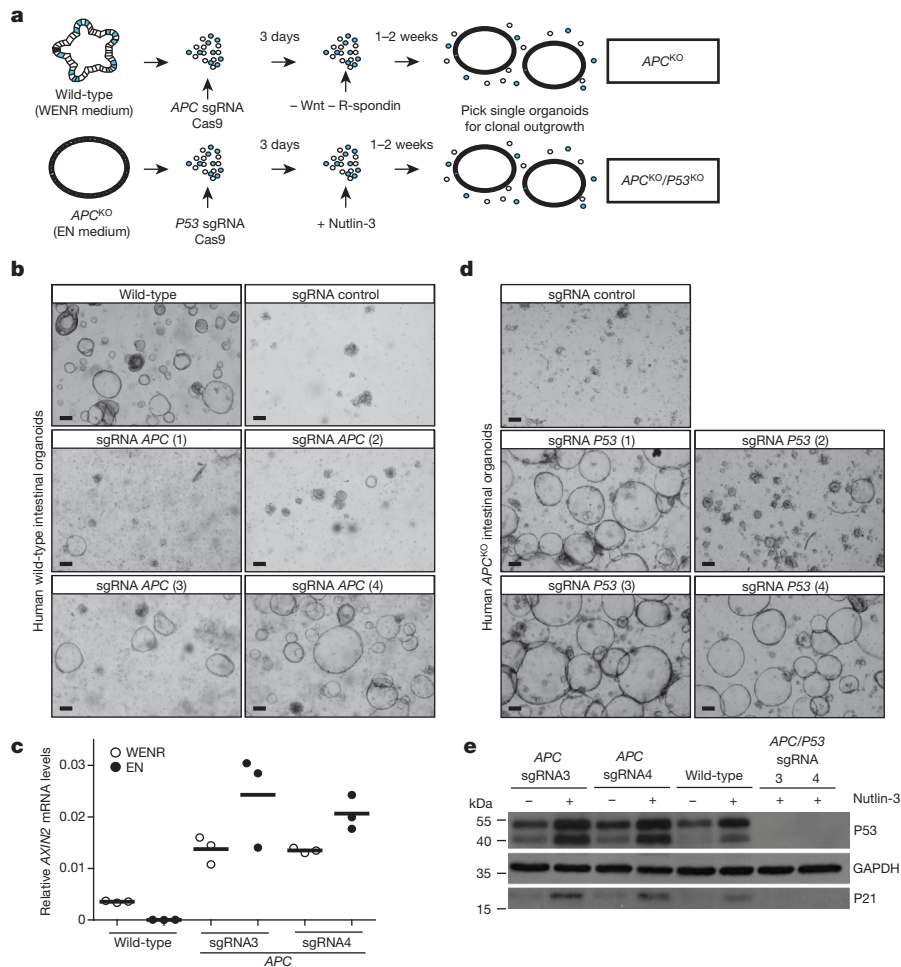 a
3 days
1–2 weeks
Wild-type
(WENR medium)
APC sgRNA
Cas9
– Wnt – R-spondin
Pick single organoids
for clonal outgrowth
APCKO
3 days
1–2 weeks
APCKO
(EN medium)
P53 sgRNA
Cas9
+ Nutlin-3
APCKO/P53KO
b
Human wild-type intestinal organoids
Wild-type
sgRNA control
sgRNA APC (1)
sgRNA APC (2)
sgRNA APC (3)
sgRNA APC (4)
d
Human APCKO intestinal organoids
sgRNA control
sgRNA P53 (1)
sgRNA P53 (2)
sgRNA P53 (3)
sgRNA P53 (4)
c
WENR
EN
Relative AXIN2 mRNA levels
0.03
0.02
0.01
0
Wild-type
sgRNA3
sgRNA4
APC
e
APC
sgRNA3
APC
sgRNA4
Wild-type
APC/P53
sgRNA
3 4
kDa
– + – + – + + +
Nutlin-3
55
40
P53
35
GAPDH
15
P21